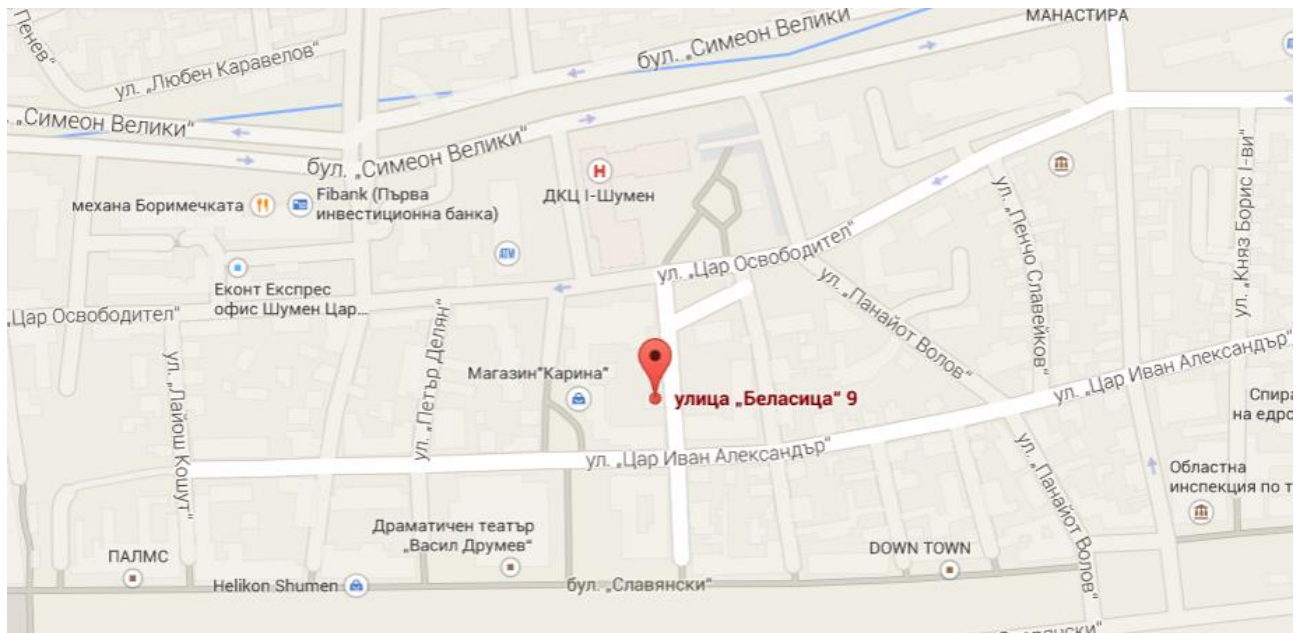 МАНАСТИРА
Пенев"
ул. „Любен Каравелов"
бул. „Симеон Велики"
. „Симеон Велики"
бул. „Симеон Велики"
H
ДКЦ I-Шумен
механа Боримечката
Fibank (Първа
инвестиционна банка)
ATM
Еконт Експрес
офис Шумен Цар...
„Цар Освободител"
ул. „Цар Освободител"
ул. „Панайот Волов"
ул. „Пенчо Славейков"
ул. „Княз Борис I-ви"
ул. „Лайош Кошут"
ул. „Петър Делян"
Магазин"Карина"
улица „Беласица" 9
ул. „Цар Иван Александър"
ул. „Цар Иван Александър"
Спира
на едро
ул. „Панайот Волов"
Областна
инспекция по т
Драматичен театър
„Васил Друмев"
ПАЛМС
Helikon Shumen
бул. „Славянски"
DOWN TOWN